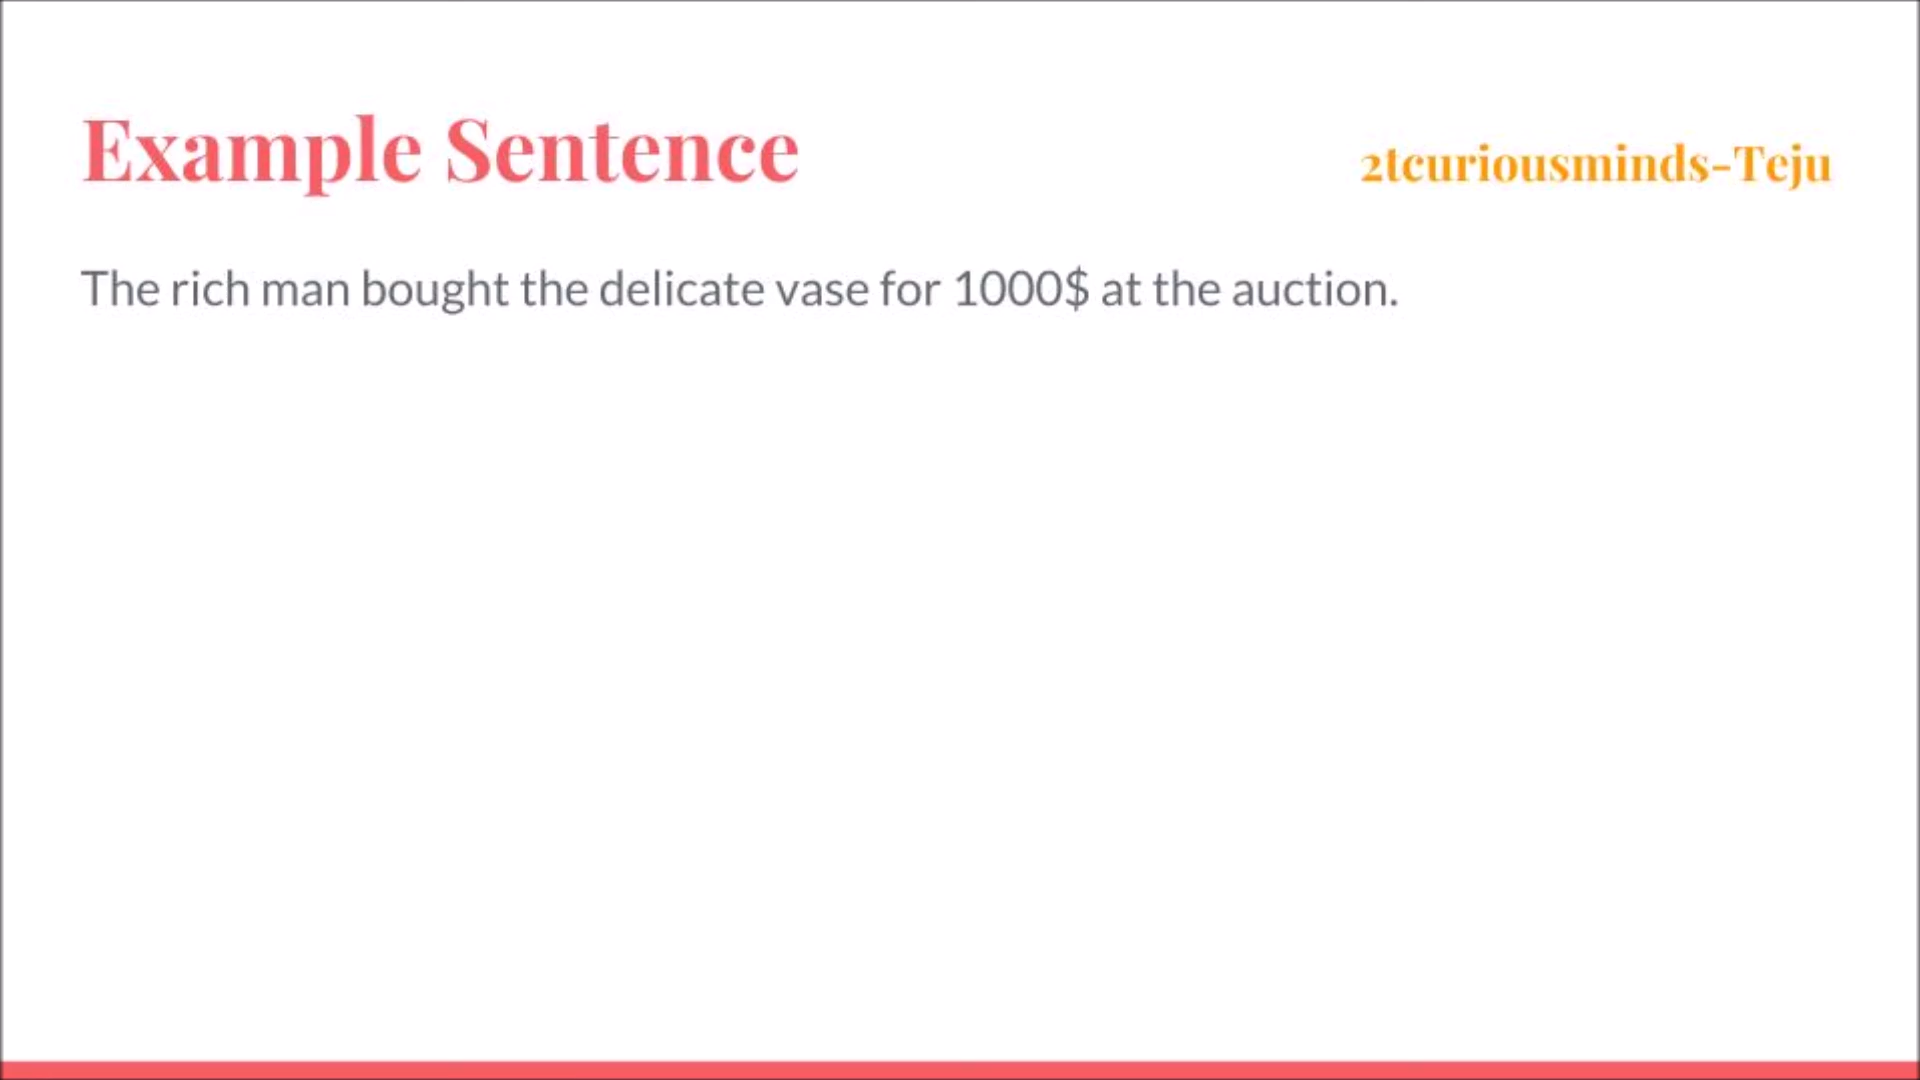 Example Sentence
2tcuriousminds-Teju
The rich man bought the delicate vase for 1000$ at the auction.